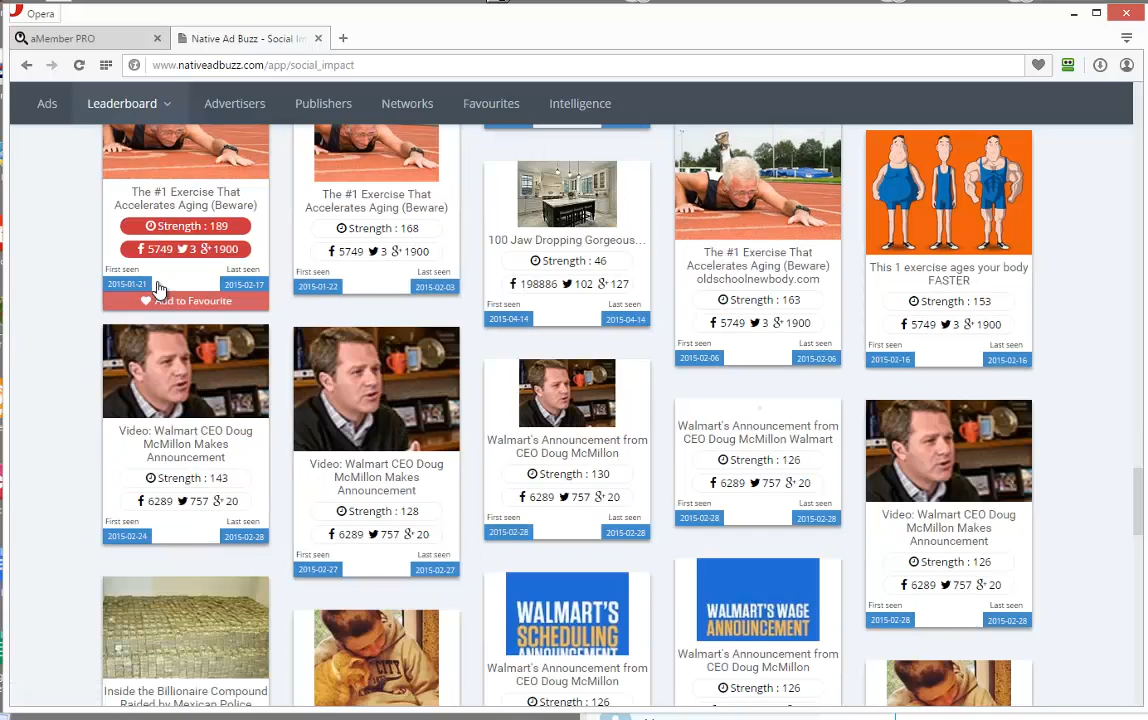 Opera
aMember PRO
Native Ad Buzz - Social Im
www.nativeadbuzz.com/app/social_impact
Ads
Leaderboard
Advertisers
Publishers
Networks
Favourites
Intelligence
The #1 Exercise That
Accelerates Aging (Beware)
Strength : 189
5749 3 1900
First seen Last seen
2015-01-21 2015-02-17
Add to Favourite
Video: Walmart CEO Doug
McMillon Makes
Announcement
Strength : 143
6289 757 20
First seen Last seen
2015-02-24 2015-02-28
Inside the Billionaire Compound
Raided by Mexican Police
The #1 Exercise That
Accelerates Aging (Beware)
Strength : 168
5749 3 1900
First seen Last seen
2015-01-22 2015-02-03
Video: Walmart CEO Doug
McMillon Makes
Announcement
Strength : 128
6289 757 20
First seen Last seen
2015-02-27 2015-02-27
CITY
100 Jaw Dropping Gorgeous...
Strength : 46
198886 102 127
First seen Last seen
2015-04-14 2015-04-14
Walmart's Announcement from
CEO Doug McMillon
Strength : 130
6289 757 20
First seen Last seen
2015-02-28 2015-02-28
WALMART'S
SCHEDULING
ANNOUNCEMENT
Walmart's Announcement from
CEO Doug McMillon
Strength : 126
The #1 Exercise That
Accelerates Aging (Beware)
oldschoolnewbody.com
Strength : 163
5749 3 1900
First seen Last seen
2015-02-06 2015-02-06
Walmart's Announcement from
CEO Doug McMillon Walmart
Strength : 126
6289 757 20
First seen Last seen
2015-02-28 2015-02-28
WALMART'S WAGE
ANNOUNCEMENT
Walmart's Announcement from
CEO Doug McMillon
Strength : 126
This 1 exercise ages your body
FASTER
Strength : 153
5749 3 1900
First seen Last seen
2015-02-16 2015-02-16
Video: Walmart CEO Doug
McMillon Makes
Announcement
Strength : 126
6289 757 20
First seen Last seen
2015-02-28 2015-02-28